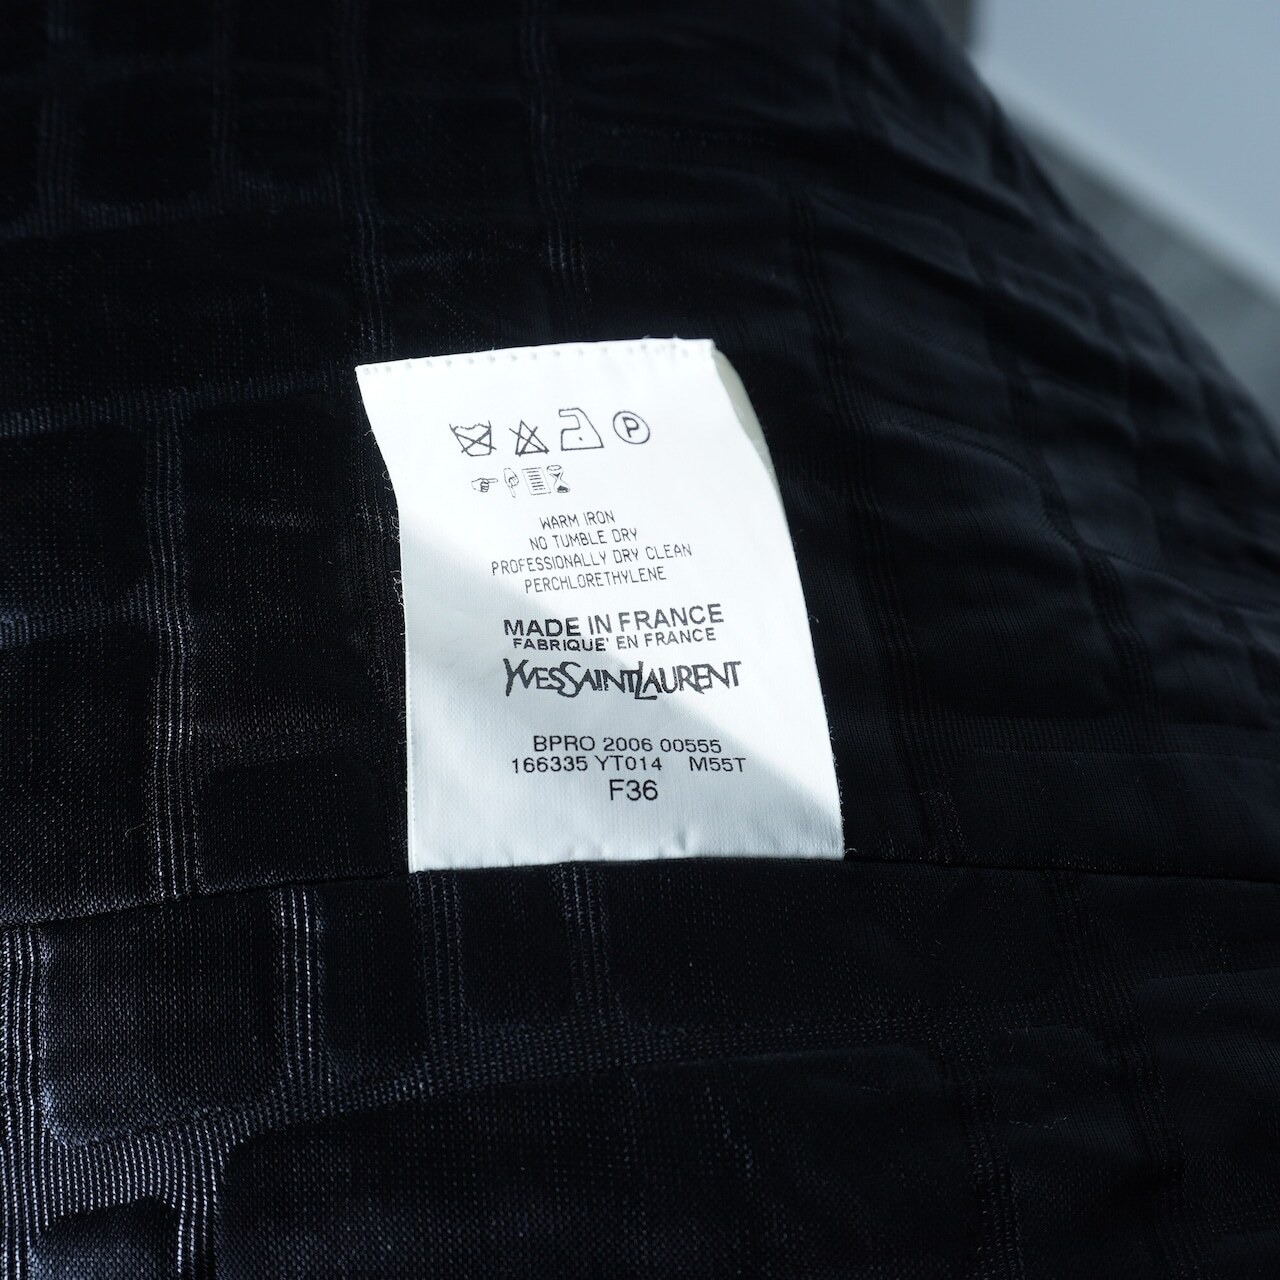 P
WARM IRON
NO TUMBLE DRY
PROFESSIONALLY DRY CLEAN
PERCHLORETHYLENE
MADE IN FRANCE
FABRIQUE' EN FRANCE
YVESSAINTLAURENT
BPRO 2006 00555
166335 YT014 M55T
F36